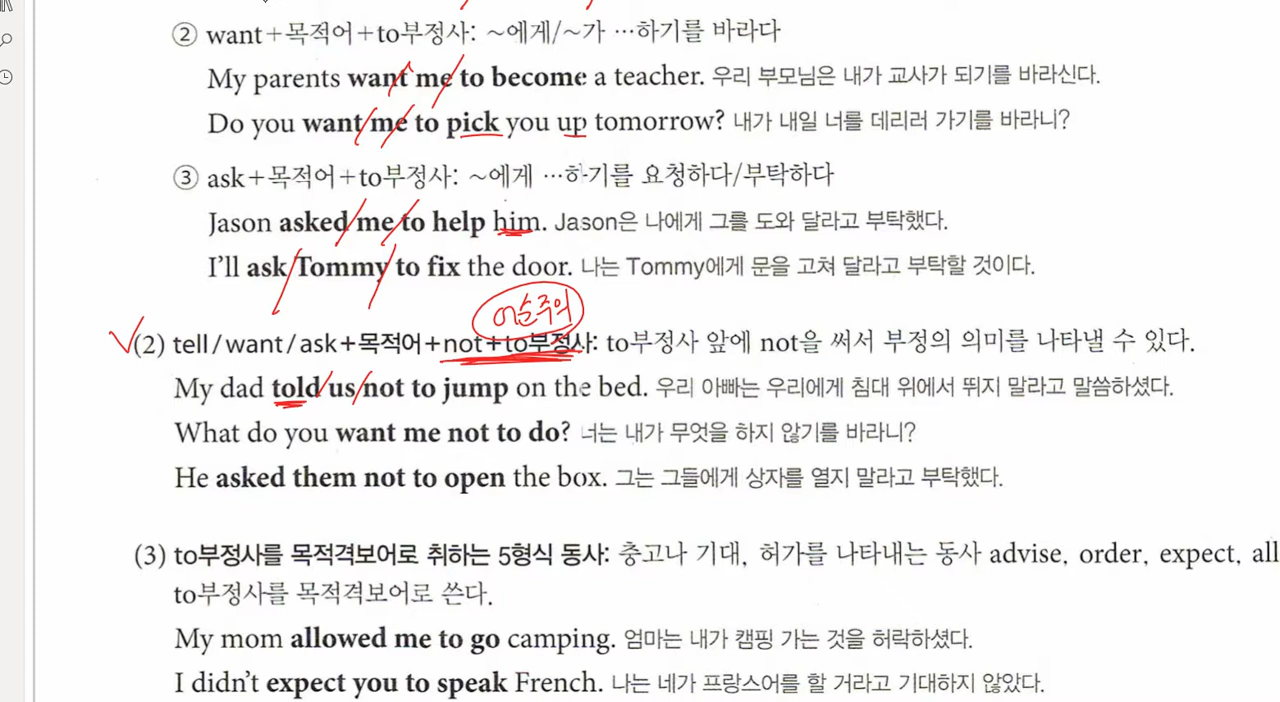 ② want+목적어+to부정사: ~에게/~가 …하기를 바라다
My parents want me to become a teacher. 우리 부모님은 내가 교사가 되기를 바라신다.
Do you want me to pick you up tomorrow? 내가 내일 너를 데리러 가기를 바라니?
③ ask+목적어+to부정사: ~에게 …하기를 요청하다/부탁하다
Jason asked me to help him. Jason은 나에게 그를 도와 달라고 부탁했다.
I'll ask Tommy to fix the door. 나는 Tommy에게 문을 고쳐 달라고 부탁할 것이다.
어순주의
(2) tell/want/ask+목적어+not+to부정사: to부정사 앞에 not을 써서 부정의 의미를 나타낼 수 있다.
My dad told us not to jump on the bed. 우리 아빠는 우리에게 침대 위에서 뛰지 말라고 말씀하셨다.
What do you want me not to do? 너는 내가 무엇을 하지 않기를 바라니?
He asked them not to open the box. 그는 그들에게 상자를 열지 말라고 부탁했다.
(3) to부정사를 목적격보어로 취하는 5형식 동사: 충고나 기대, 허가를 나타내는 동사 advise, order, expect, all
to부정사를 목적격보어로 쓴다.
My mom allowed me to go camping. 엄마는 내가 캠핑 가는 것을 허락하셨다.
I didn't expect you to speak French. 나는 네가 프랑스어를 할 거라고 기대하지 않았다.